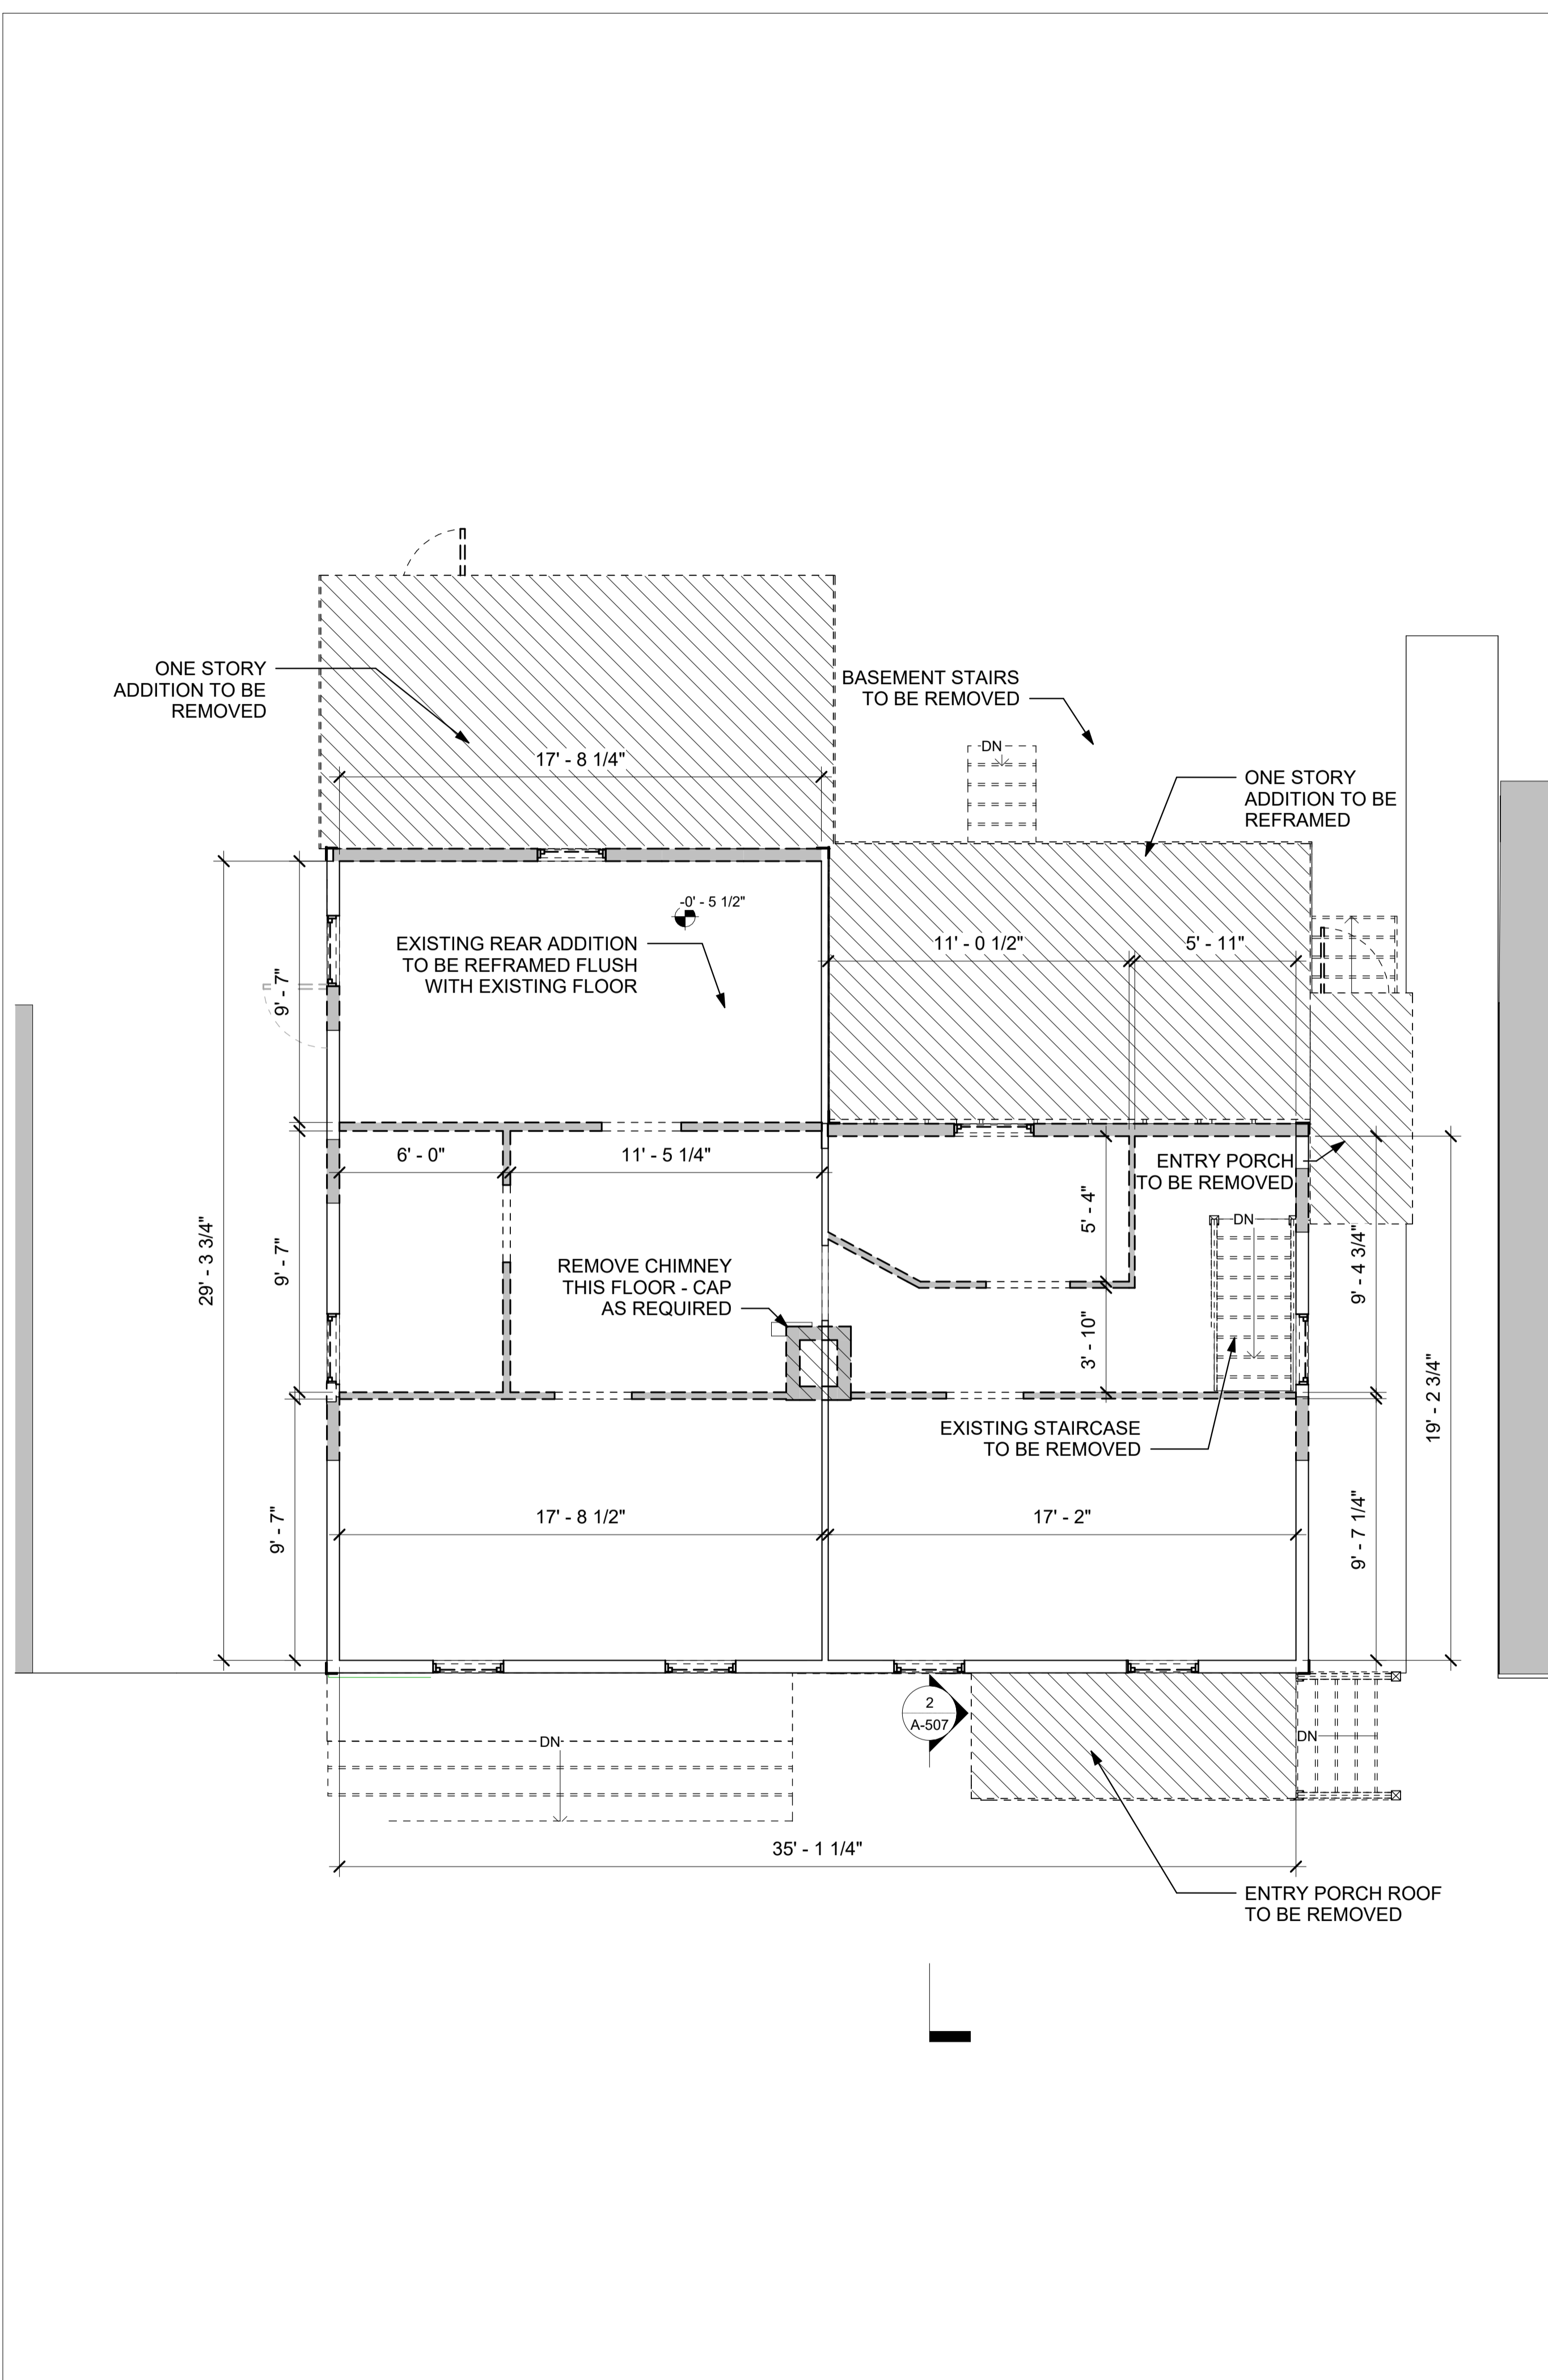 ONE STORY
ADDITION TO BE
REMOVED
BASEMENT STAIRS
TO BE REMOVED
DN
17' - 8 1/4"
ONE STORY
ADDITION TO BE
REFRAMED
-0' - 5 1/2"
EXISTING REAR ADDITION
TO BE REFRAMED FLUSH
WITH EXISTING FLOOR
11' - 0 1/2"
5' - 11"
9' - 7"
6' - 0"
11' - 5 1/4"
ENTRY PORCH
TO BE REMOVED
5' - 4"
DN
29' - 3 3/4"
9' - 7"
REMOVE CHIMNEY
THIS FLOOR - CAP
AS REQUIRED
9' - 4 3/4"
3' - 10"
19' - 2 3/4"
EXISTING STAIRCASE
TO BE REMOVED
9' - 7"
17' - 8 1/2"
17' - 2"
9' - 7 1/4"
2
A-507
DN
DN
35' - 1 1/4"
ENTRY PORCH ROOF
TO BE REMOVED